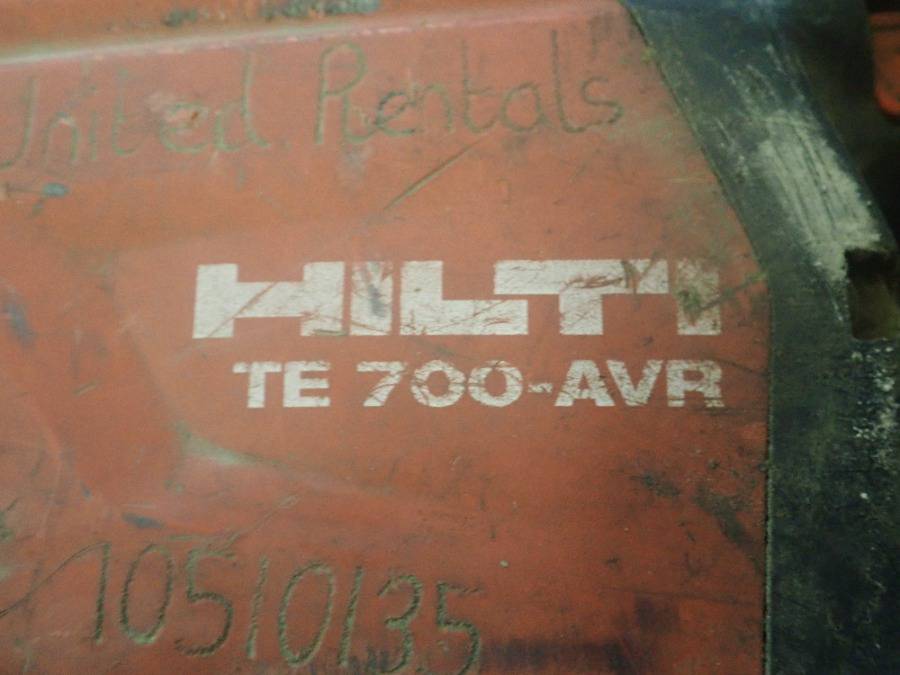 United Rentals
HILTI
TE 700-AVR
10510135